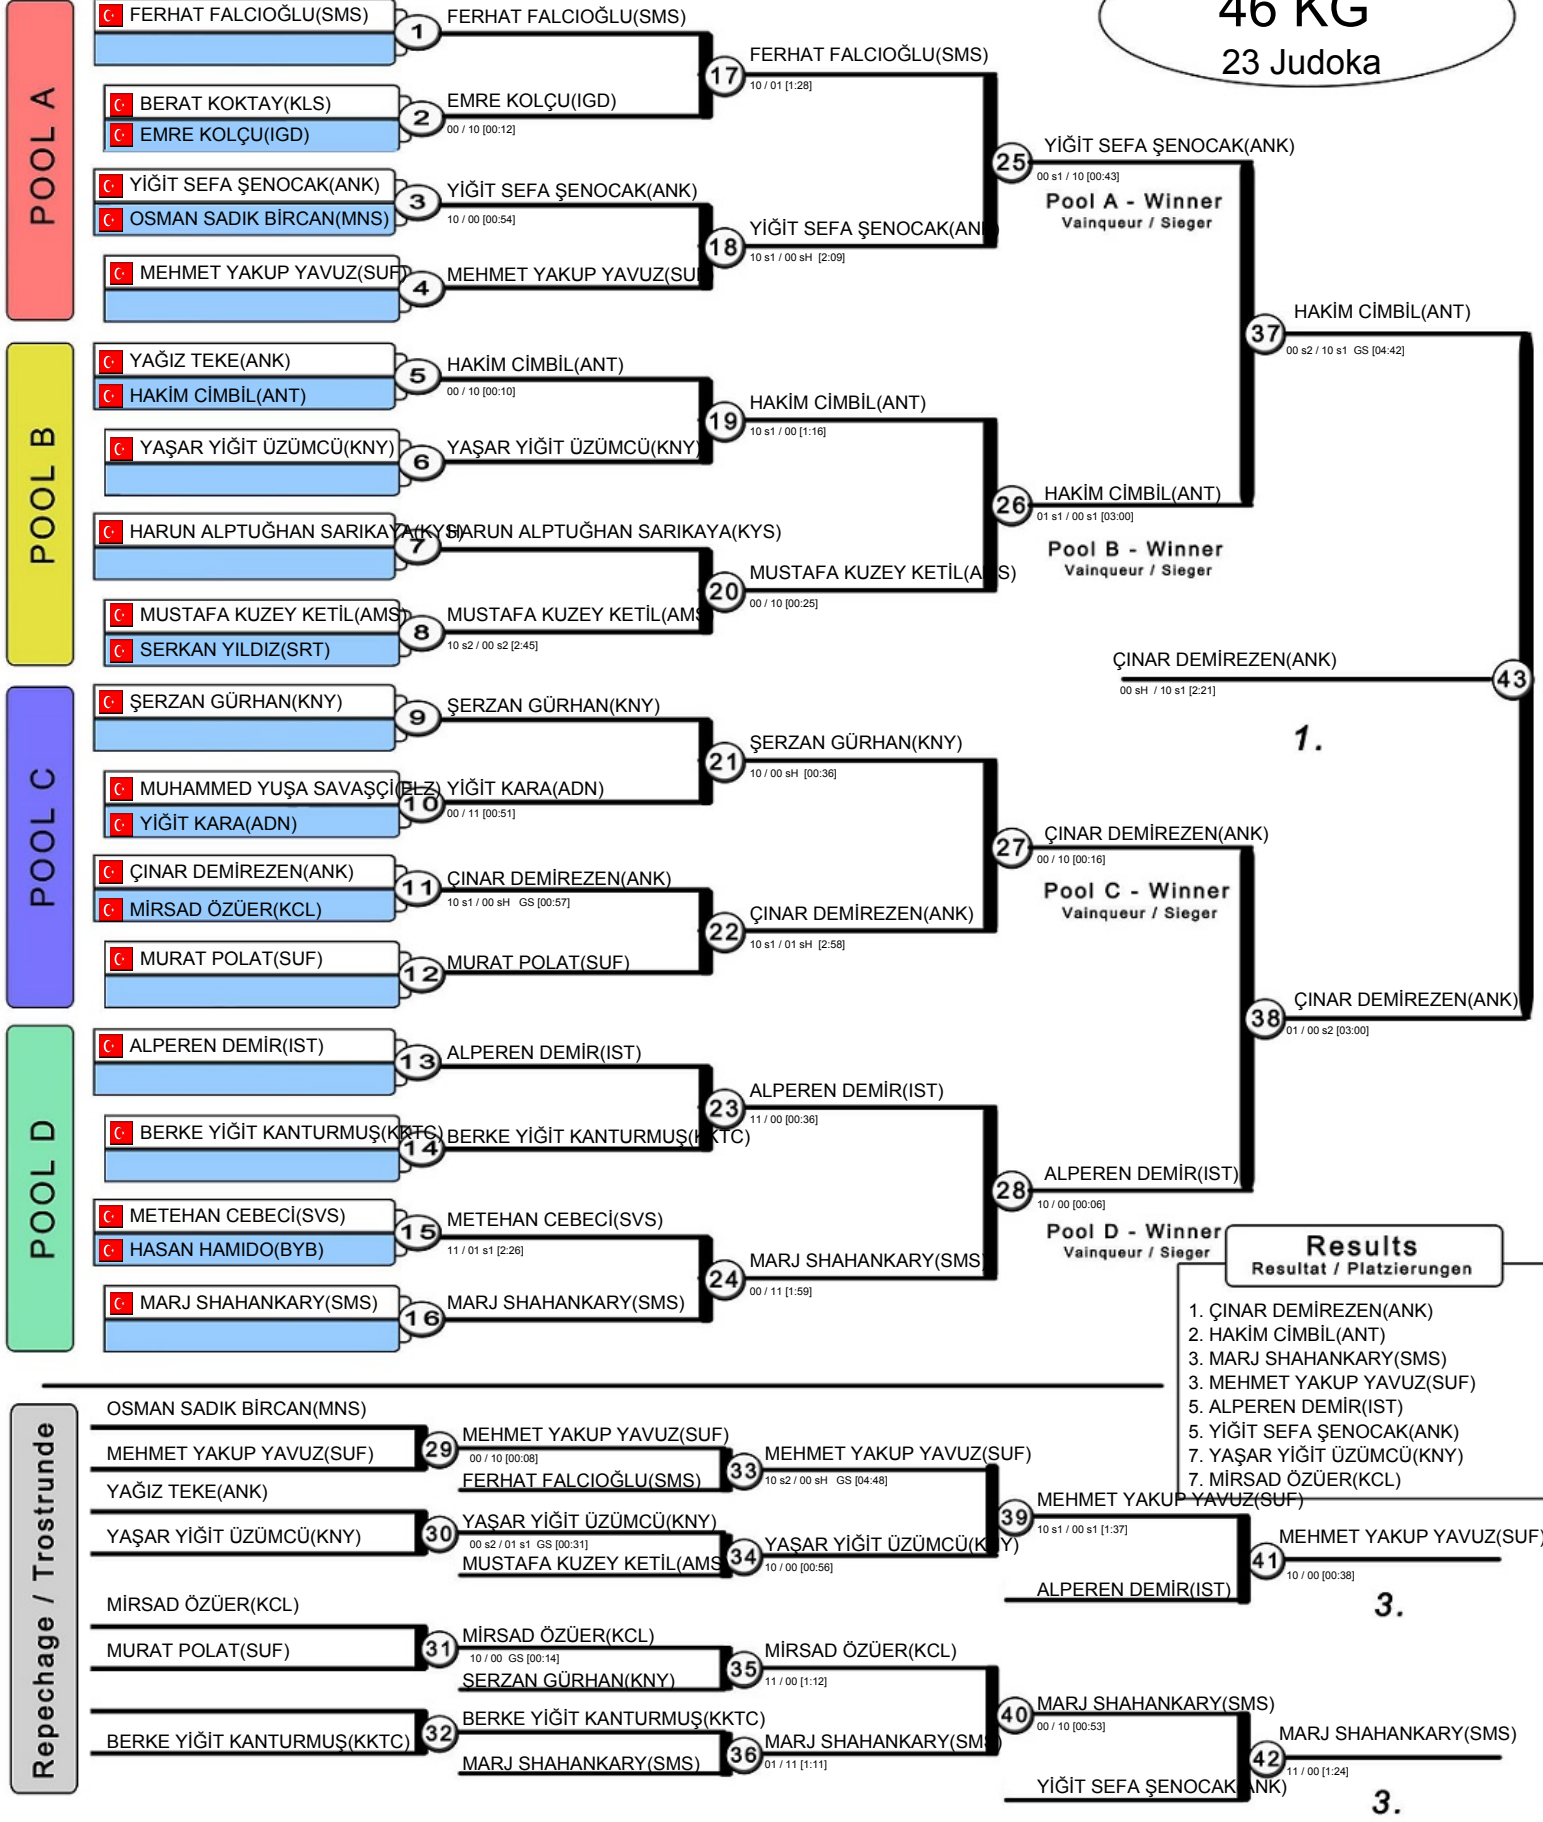 46 KG
23 Judoka
POOL A
FERHAT FALCIOĞLU(SMS)
1
FERHAT FALCIOĞLU(SMS)
BERAT KOKTAY(KLS)
EMRE KOLÇU(IGD)
2
EMRE KOLÇU(IGD)
00 / 10 [00:12]
17
FERHAT FALCIOĞLU(SMS)
10 / 01 [1:28]
YİĞİT SEFA ŞENOCAK(ANK)
OSMAN SADIK BİRCAN(MNS)
3
YİĞİT SEFA ŞENOCAK(ANK)
10 / 00 [00:54]
MEHMET YAKUP YAVUZ(SUF)
4
MEHMET YAKUP YAVUZ(SUF)
18
YİĞİT SEFA ŞENOCAK(ANK)
10 s1 / 00 sH [2:09]
25
YİĞİT SEFA ŞENOCAK(ANK)
00 s1 / 10 [00:43]
Pool A - Winner
Vainqueur / Sieger
POOL B
YAĞIZ TEKE(ANK)
HAKİM CİMBİL(ANT)
5
HAKİM CİMBİL(ANT)
00 / 10 [00:10]
YAŞAR YİĞİT ÜZÜMCÜ(KNY)
6
YAŞAR YİĞİT ÜZÜMCÜ(KNY)
19
HAKİM CİMBİL(ANT)
10 s1 / 00 [1:16]
HARUN ALPTUĞHAN SARIKAYA(KYS)
7
HARUN ALPTUĞHAN SARIKAYA(KYS)
MUSTAFA KUZEY KETİL(AMS)
SERKAN YILDIZ(SRT)
8
MUSTAFA KUZEY KETİL(AMS)
10 s2 / 00 s2 [2:45]
20
MUSTAFA KUZEY KETİL(AMS)
00 / 10 [00:25]
26
HAKİM CİMBİL(ANT)
01 s1 / 00 s1 [03:00]
Pool B - Winner
Vainqueur / Sieger
37
HAKİM CİMBİL(ANT)
00 s2 / 10 s1 GS [04:42]
ÇINAR DEMİREZEN(ANK)
43
00 sH / 10 s1 [2:21]
1.
POOL C
ŞERZAN GÜRHAN(KNY)
9
ŞERZAN GÜRHAN(KNY)
MUHAMMED YUŞA SAVAŞÇİ(ELZ)
YİĞİT KARA(ADN)
10
YİĞİT KARA(ADN)
00 / 11 [00:51]
21
ŞERZAN GÜRHAN(KNY)
10 / 00 sH [00:36]
ÇINAR DEMİREZEN(ANK)
MİRSAD ÖZÜER(KCL)
11
ÇINAR DEMİREZEN(ANK)
10 s1 / 00 sH GS [00:57]
MURAT POLAT(SUF)
12
MURAT POLAT(SUF)
22
ÇINAR DEMİREZEN(ANK)
10 s1 / 01 sH [2:58]
27
ÇINAR DEMİREZEN(ANK)
00 / 10 [00:16]
Pool C - Winner
Vainqueur / Sieger
POOL D
ALPEREN DEMİR(IST)
13
ALPEREN DEMİR(IST)
BERKE YİĞİT KANTURMUŞ(KKTC)
14
BERKE YİĞİT KANTURMUŞ(KKTC)
23
ALPEREN DEMİR(IST)
11 / 00 [00:36]
METEHAN CEBECİ(SVS)
HASAN HAMIDO(BYB)
15
METEHAN CEBECİ(SVS)
11 / 01 s1 [2:26]
MARJ SHAHANKARY(SMS)
16
MARJ SHAHANKARY(SMS)
24
MARJ SHAHANKARY(SMS)
00 / 11 [1:59]
28
ALPEREN DEMİR(IST)
10 / 00 [00:06]
Pool D - Winner
Vainqueur / Sieger
38
ÇINAR DEMİREZEN(ANK)
01 / 00 s2 [03:00]
Results
Resultat / Platzierungen
1. ÇINAR DEMİREZEN(ANK)
2. HAKİM CİMBİL(ANT)
3. MARJ SHAHANKARY(SMS)
3. MEHMET YAKUP YAVUZ(SUF)
5. ALPEREN DEMİR(IST)
5. YİĞİT SEFA ŞENOCAK(ANK)
7. YAŞAR YİĞİT ÜZÜMCÜ(KNY)
7. MİRSAD ÖZÜER(KCL)
Repechage / Trostrunde
OSMAN SADIK BİRCAN(MNS)
MEHMET YAKUP YAVUZ(SUF)
29
MEHMET YAKUP YAVUZ(SUF)
00 / 10 [00:08]
FERHAT FALCIOĞLU(SMS)
33
MEHMET YAKUP YAVUZ(SUF)
10 s2 / 00 sH GS [04:48]
YAĞIZ TEKE(ANK)
YAŞAR YİĞİT ÜZÜMCÜ(KNY)
30
YAŞAR YİĞİT ÜZÜMCÜ(KNY)
00 s2 / 01 s1 GS [00:31]
MUSTAFA KUZEY KETİL(AMS
34
YAŞAR YİĞİT ÜZÜMCÜ(KNY)
10 / 00 [00:56]
39
MEHMET YAKUP YAVUZ(SUF)
10 s1 / 00 s1 [1:37]
ALPEREN DEMİR(IST)
41
MEHMET YAKUP YAVUZ(SUF)
10 / 00 [00:38]
3.
MİRSAD ÖZÜER(KCL)
MURAT POLAT(SUF)
31
MİRSAD ÖZÜER(KCL)
10 / 00 GS [00:14]
ŞERZAN GÜRHAN(KNY)
35
MİRSAD ÖZÜER(KCL)
11 / 00 [1:12]
BERKE YİĞİT KANTURMUŞ(KKTC)
32
BERKE YİĞİT KANTURMUŞ(KKTC)
MARJ SHAHANKARY(SMS)
36
MARJ SHAHANKARY(SMS)
01 / 11 [1:11]
40
MARJ SHAHANKARY(SMS)
00 / 10 [00:53]
YİĞİT SEFA ŞENOCAK(ANK)
42
MARJ SHAHANKARY(SMS)
11 / 00 [1:24]
3.